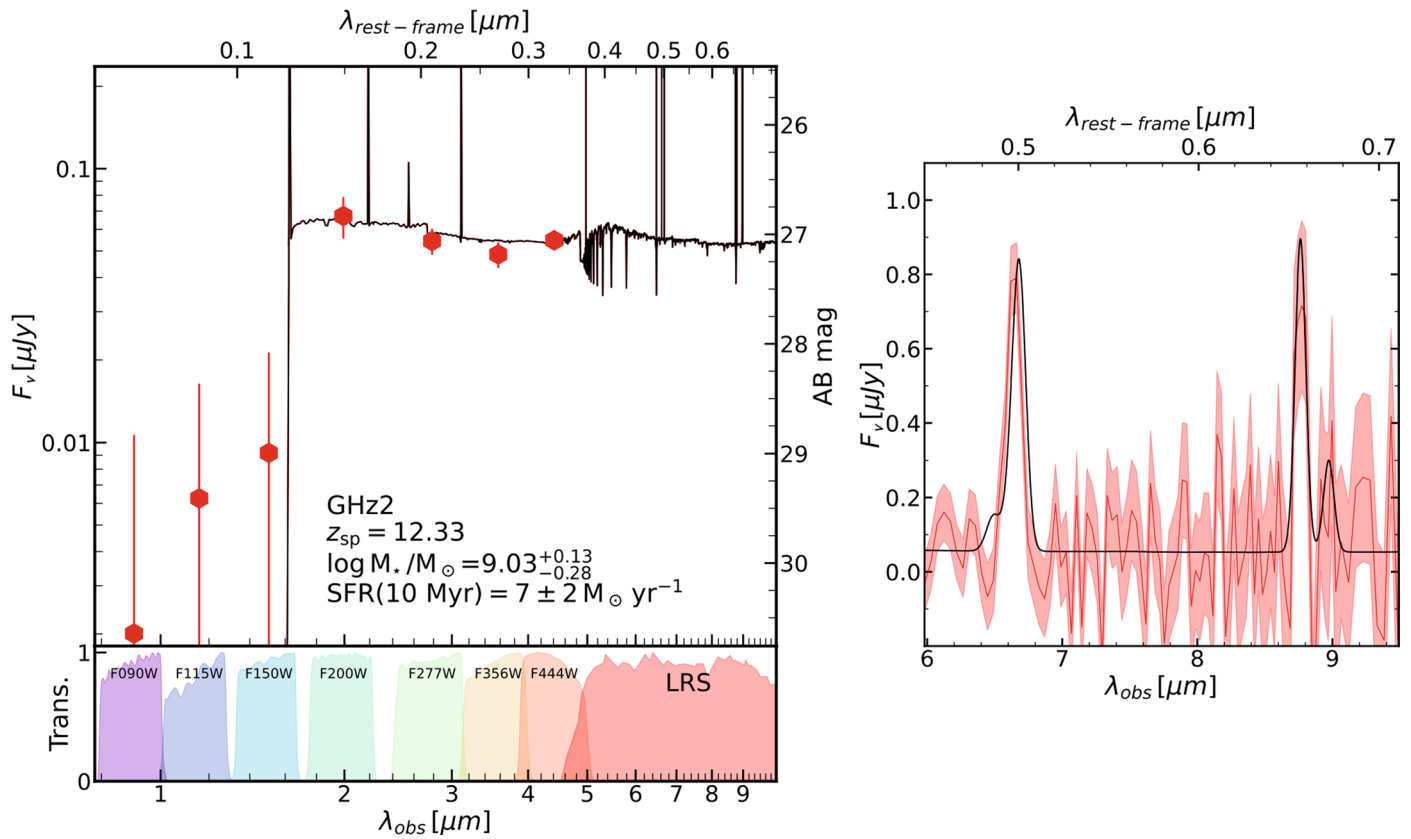 λrest−frame [μm]
0.1 0.2 0.3 0.4 0.5 0.6
0.1
0.01
Fν [μJy]
26
27
28
29
30
AB mag
GHz2
zsp = 12.33
log M⋆/M⊙=9.03+0.13−0.28
SFR(10 Myr) = 7 ± 2 M⊙ yr−1
1
0
Trans.
F090W F115W F150W F200W F277W F356W F444W LRS
1 2 3 4 5 6 7 8 9
λobs [μm]
λrest−frame [μm]
0.5 0.6 0.7
1.0
0.8
0.6
0.4
0.2
0.0
Fν [μJy]
6 7 8 9
λobs [μm]